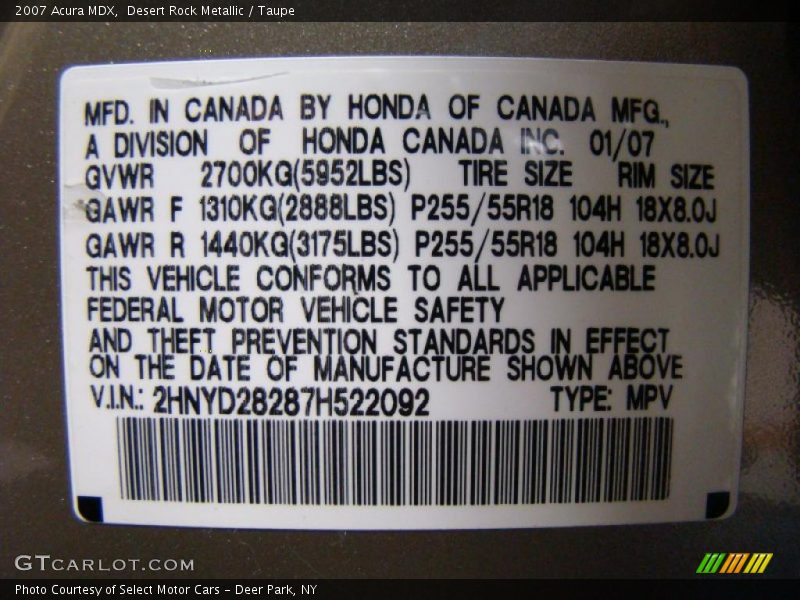 2007 Acura MDX, Desert Rock Metallic / Taupe
MFD. IN CANADA BY HONDA OF CANADA MFG.,
A DIVISION OF HONDA CANADA INC. 01/07
GVWR 2700KG(5952LBS) TIRE SIZE RIM SIZE
GAWR F 1310KG(2888LBS) P255/55R18 104H 18X8.0J
GAWR R 1440KG(3175LBS) P255/55R18 104H 18X8.0J
THIS VEHICLE CONFORMS TO ALL APPLICABLE
FEDERAL MOTOR VEHICLE SAFETY
AND THEFT PREVENTION STANDARDS IN EFFECT
ON THE DATE OF MANUFACTURE SHOWN ABOVE
V.I.N.: 2HNYD28287H522092 TYPE: MPV
GTCARLOT.COM
Photo Courtesy of Select Motor Cars - Deer Park, NY